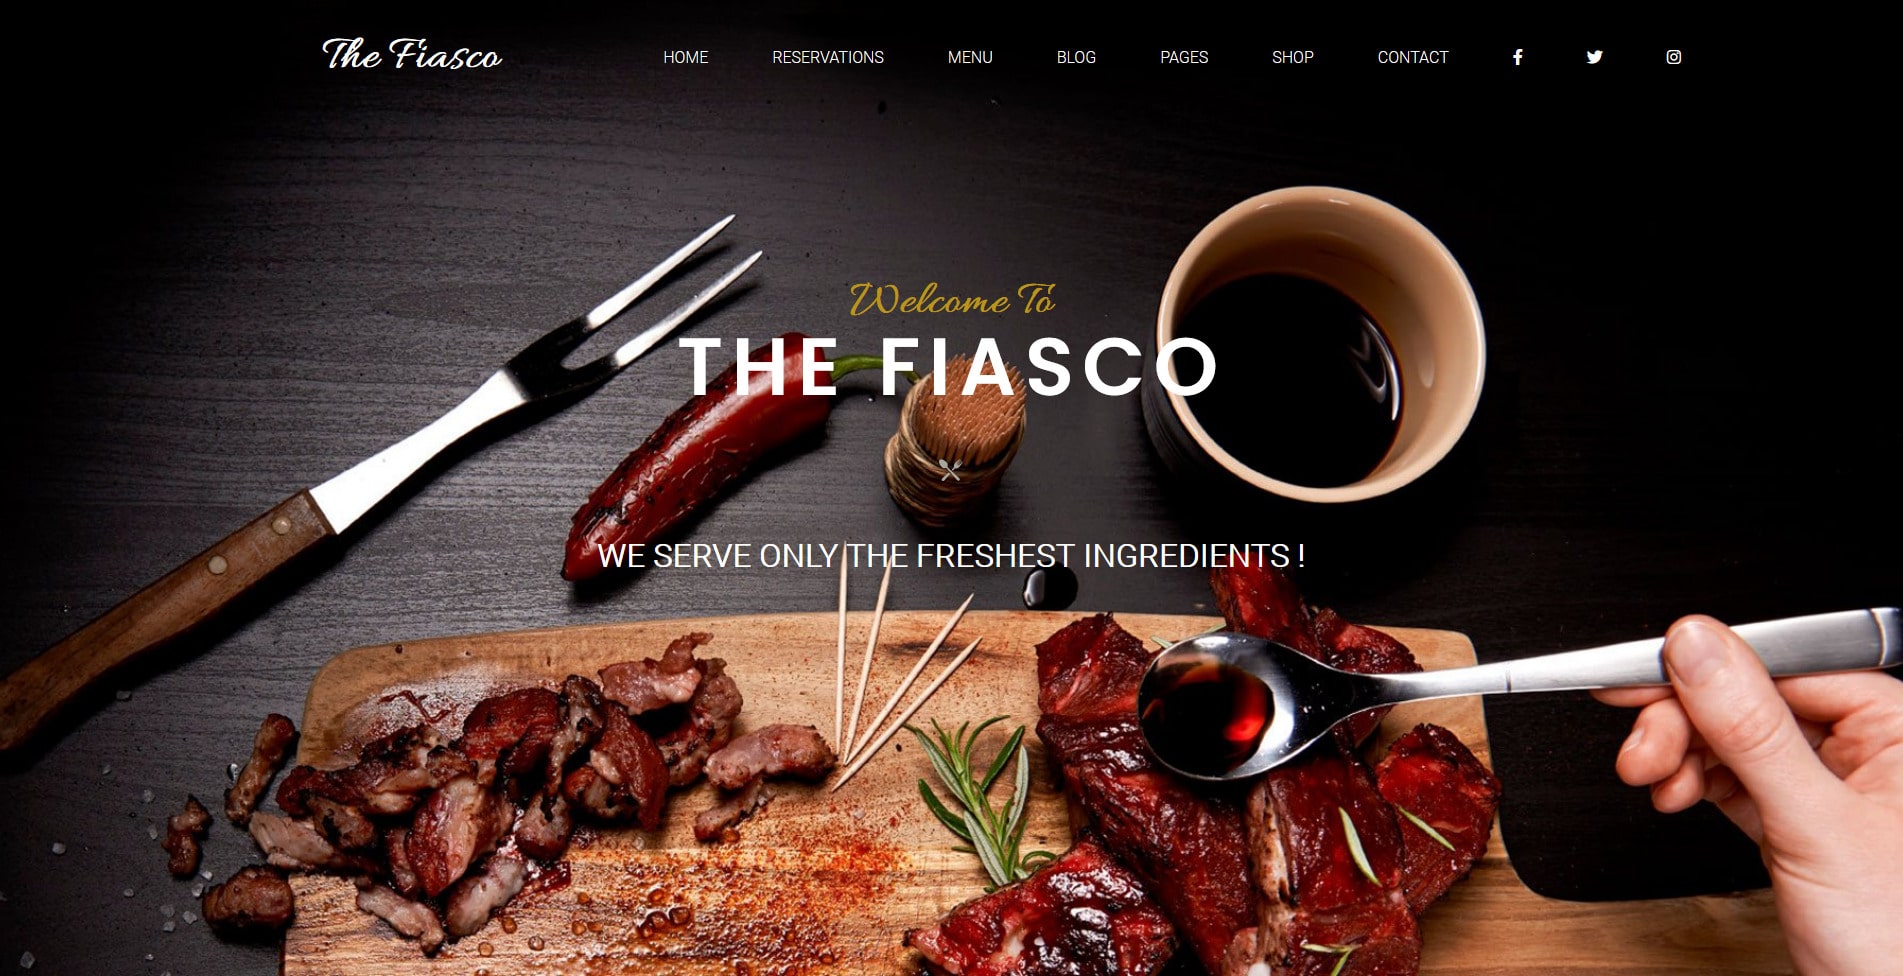 The Fiasco
HOME RESERVATIONS MENU BLOG PAGES SHOP CONTACT
Welcome To
THE FIASCO
WE SERVE ONLY THE FRESHEST INGREDIENTS !